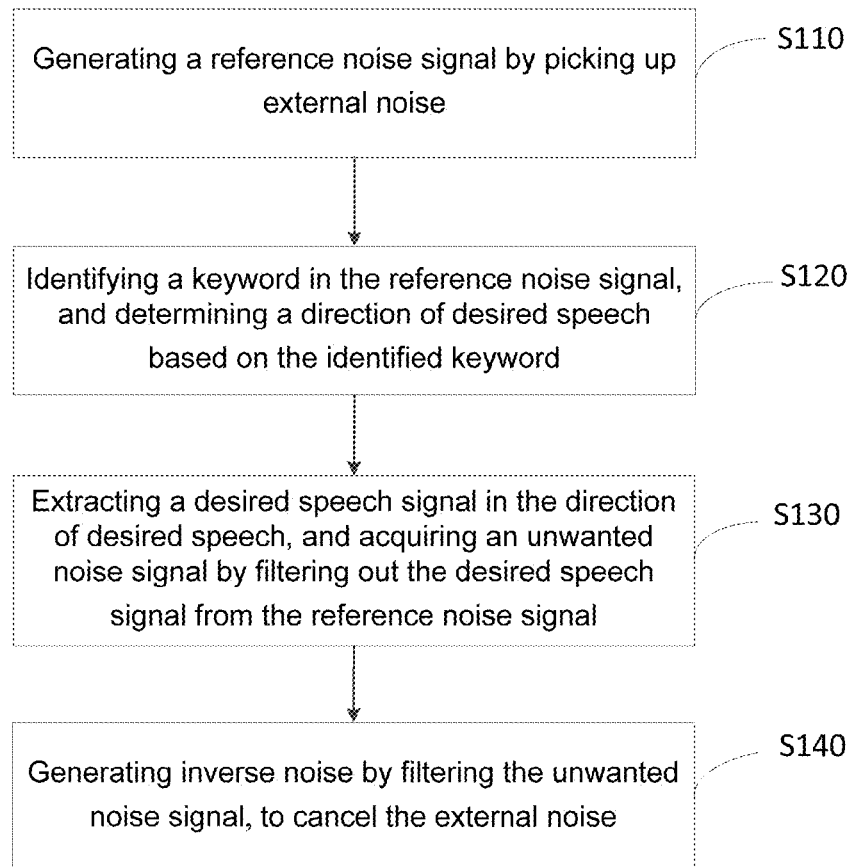 Generating a reference noise signal by picking up
external noise
S110
Identifying a keyword in the reference noise signal,
and determining a direction of desired speech
based on the identified keyword
S120
Extracting a desired speech signal in the direction
of desired speech, and acquiring an unwanted
noise signal by filtering out the desired speech
signal from the reference noise signal
S130
Generating inverse noise by filtering the unwanted
noise signal, to cancel the external noise
S140